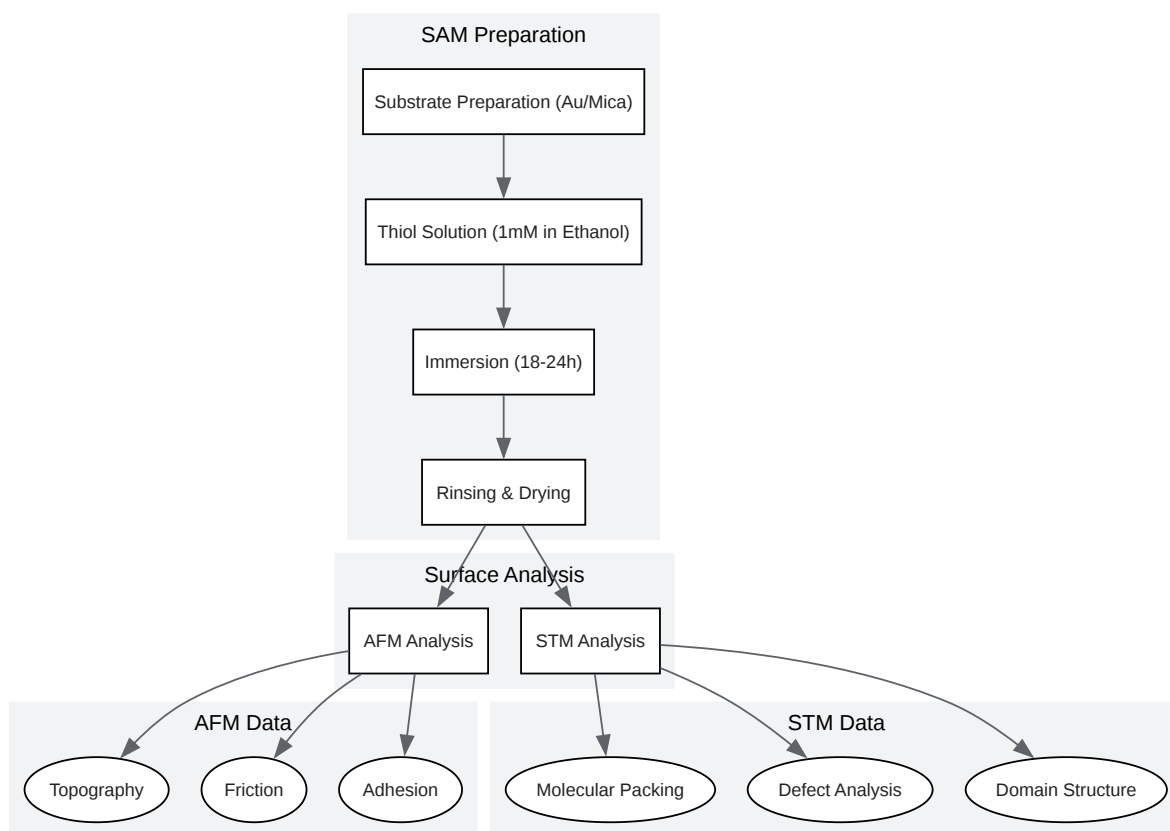 SAM Preparation
Substrate Preparation (Au/Mica)
Thiol Solution (1mM in Ethanol)
Immersion (18-24h)
Rinsing & Drying
Surface Analysis
AFM Analysis
STM Analysis
AFM Data
STM Data
Topography
Friction
Adhesion
Molecular Packing
Defect Analysis
Domain Structure